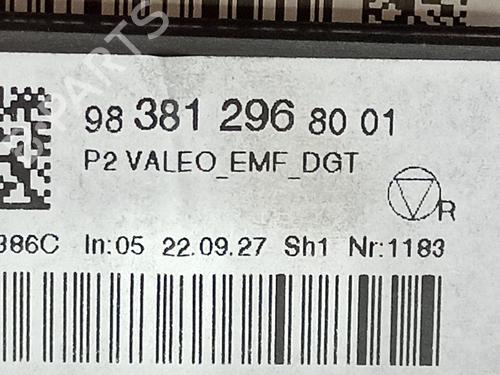 98 381 296 80 01
P2 VALEO_EMF_DGT
R
386C In:05 22.09.27 Sh1 Nr:1183